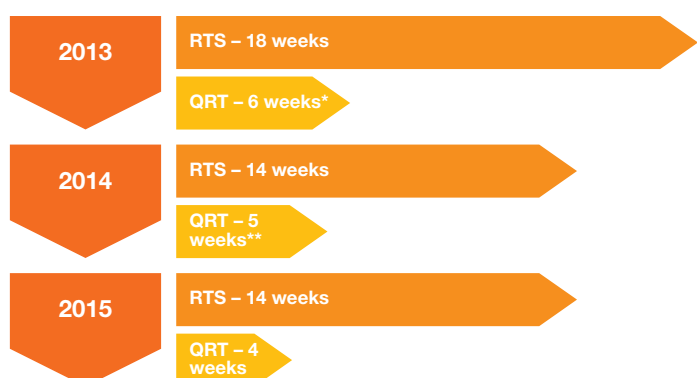 2013
RTS – 18 weeks
QRT – 6 weeks*
2014
RTS – 14 weeks
QRT – 5
weeks**
2015
RTS – 14 weeks
QRT – 4
weeks